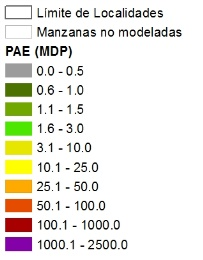 Límite de Localidades
Manzanas no modeladas
PAE (MDP)
0.0 - 0.5
0.6 - 1.0
1.1 - 1.5
1.6 - 3.0
3.1 - 10.0
10.1 - 25.0
25.1 - 50.0
50.1 - 100.0
100.1 - 1000.0
1000.1 - 2500.0